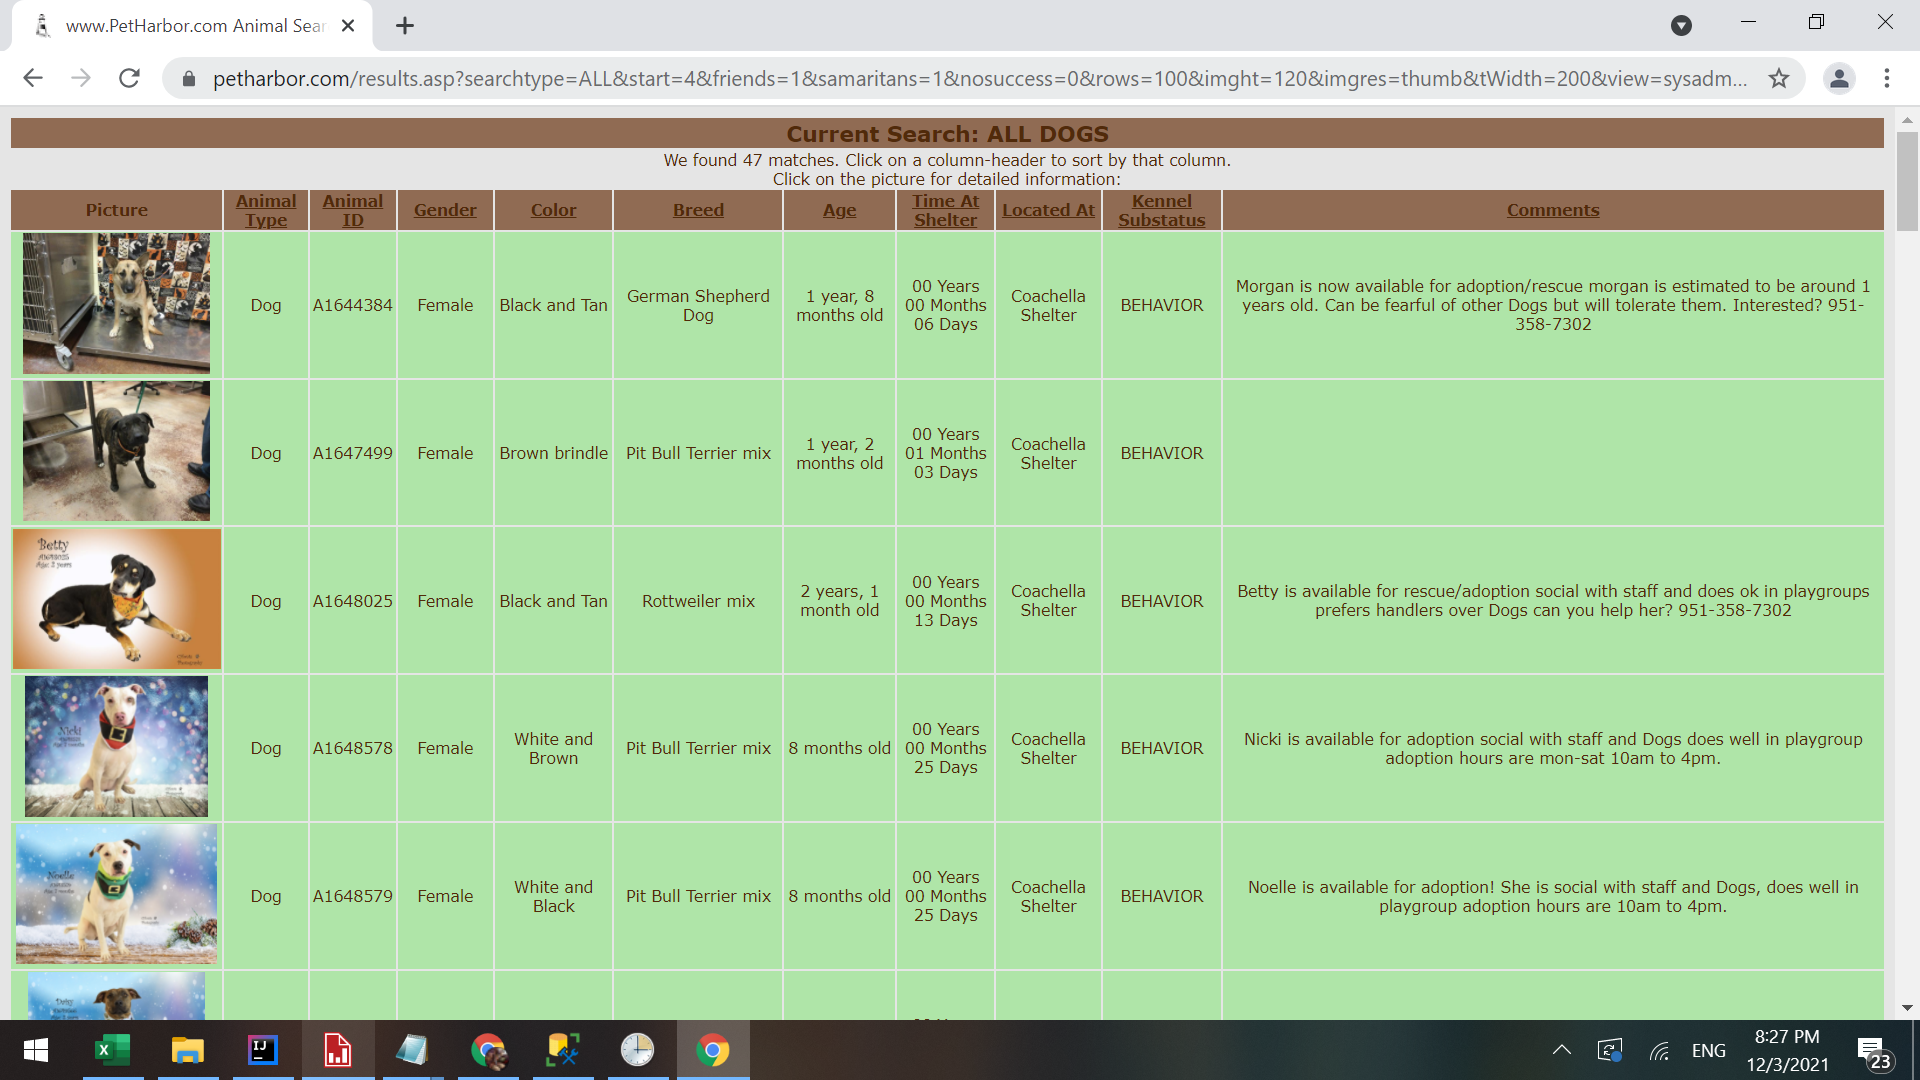 www.PetHarbor.com Animal Sear
petharbor.com/results.asp?searchtype=ALL&start=4&friends=1&samaritans=1&nosuccess=0&rows=100&imght=120&imgres=thumb&tWidth=200&view=sysadm...
Current Search: ALL DOGS
We found 47 matches. Click on a column-header to sort by that column.
Click on the picture for detailed information:
Picture
Animal
Type
Animal
ID
Gender
Color
Breed
Age
Time At
Shelter
Located At
Kennel
Substatus
Comments
Dog
A1644384
Female
Black and Tan
German Shepherd
Dog
1 year, 8
months old
00 Years
00 Months
06 Days
Coachella
Shelter
BEHAVIOR
Morgan is now available for adoption/rescue morgan is estimated to be around 1
years old. Can be fearful of other Dogs but will tolerate them. Interested? 951-
358-7302
Dog
A1647499
Female
Brown brindle
Pit Bull Terrier mix
1 year, 2
months old
00 Years
01 Months
03 Days
Coachella
Shelter
BEHAVIOR
Betty
A1648025
Age: 2 years
Dog
A1648025
Female
Black and Tan
Rottweiler mix
2 years, 1
month old
00 Years
00 Months
13 Days
Coachella
Shelter
BEHAVIOR
Betty is available for rescue/adoption social with staff and does ok in playgroups
prefers handlers over Dogs can you help her? 951-358-7302
Nicki
Dog
A1648578
Female
White and
Brown
Pit Bull Terrier mix
8 months old
00 Years
00 Months
25 Days
Coachella
Shelter
BEHAVIOR
Nicki is available for adoption social with staff and Dogs does well in playgroup
adoption hours are mon-sat 10am to 4pm.
Noelle
Dog
A1648579
Female
White and
Black
Pit Bull Terrier mix
8 months old
00 Years
00 Months
25 Days
Coachella
Shelter
BEHAVIOR
Noelle is available for adoption! She is social with staff and Dogs, does well in
playgroup adoption hours are 10am to 4pm.
Daisy
ENG
8:27 PM
12/3/2021
23